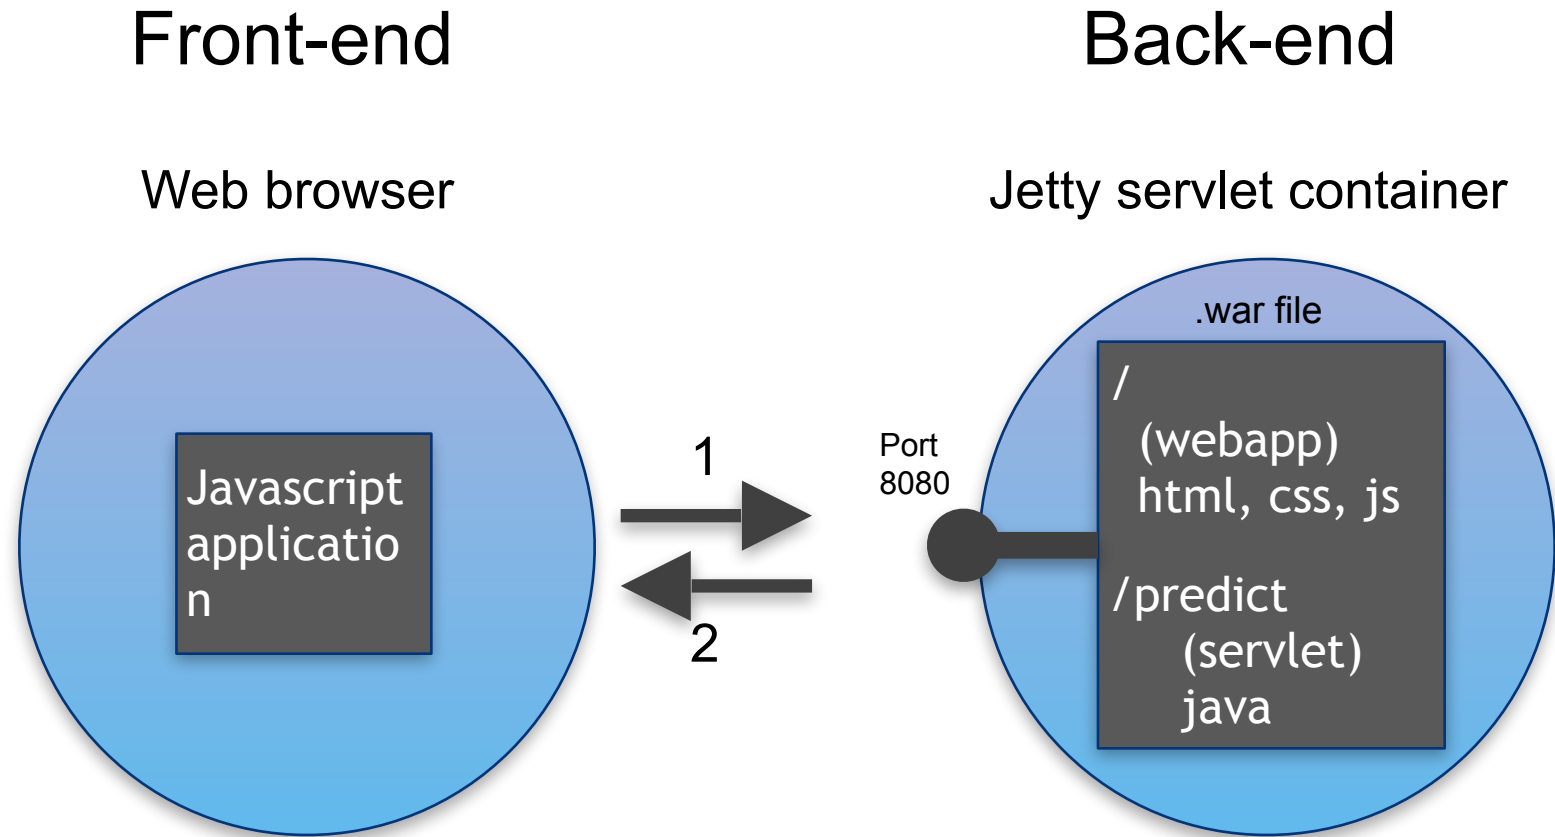 Front-end
Back-end
Web browser
Jetty servlet container
Javascript
applicatio
n
1
2
Port
8080
.war file
/
(webapp)
html, css, js
/predict
(servlet)
java